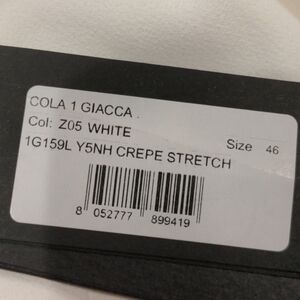 COLA 1 GIACCA .
Col: Z05 WHITE Size 46
1G159L Y5NH CREPE STRETCH
8 052777 899419